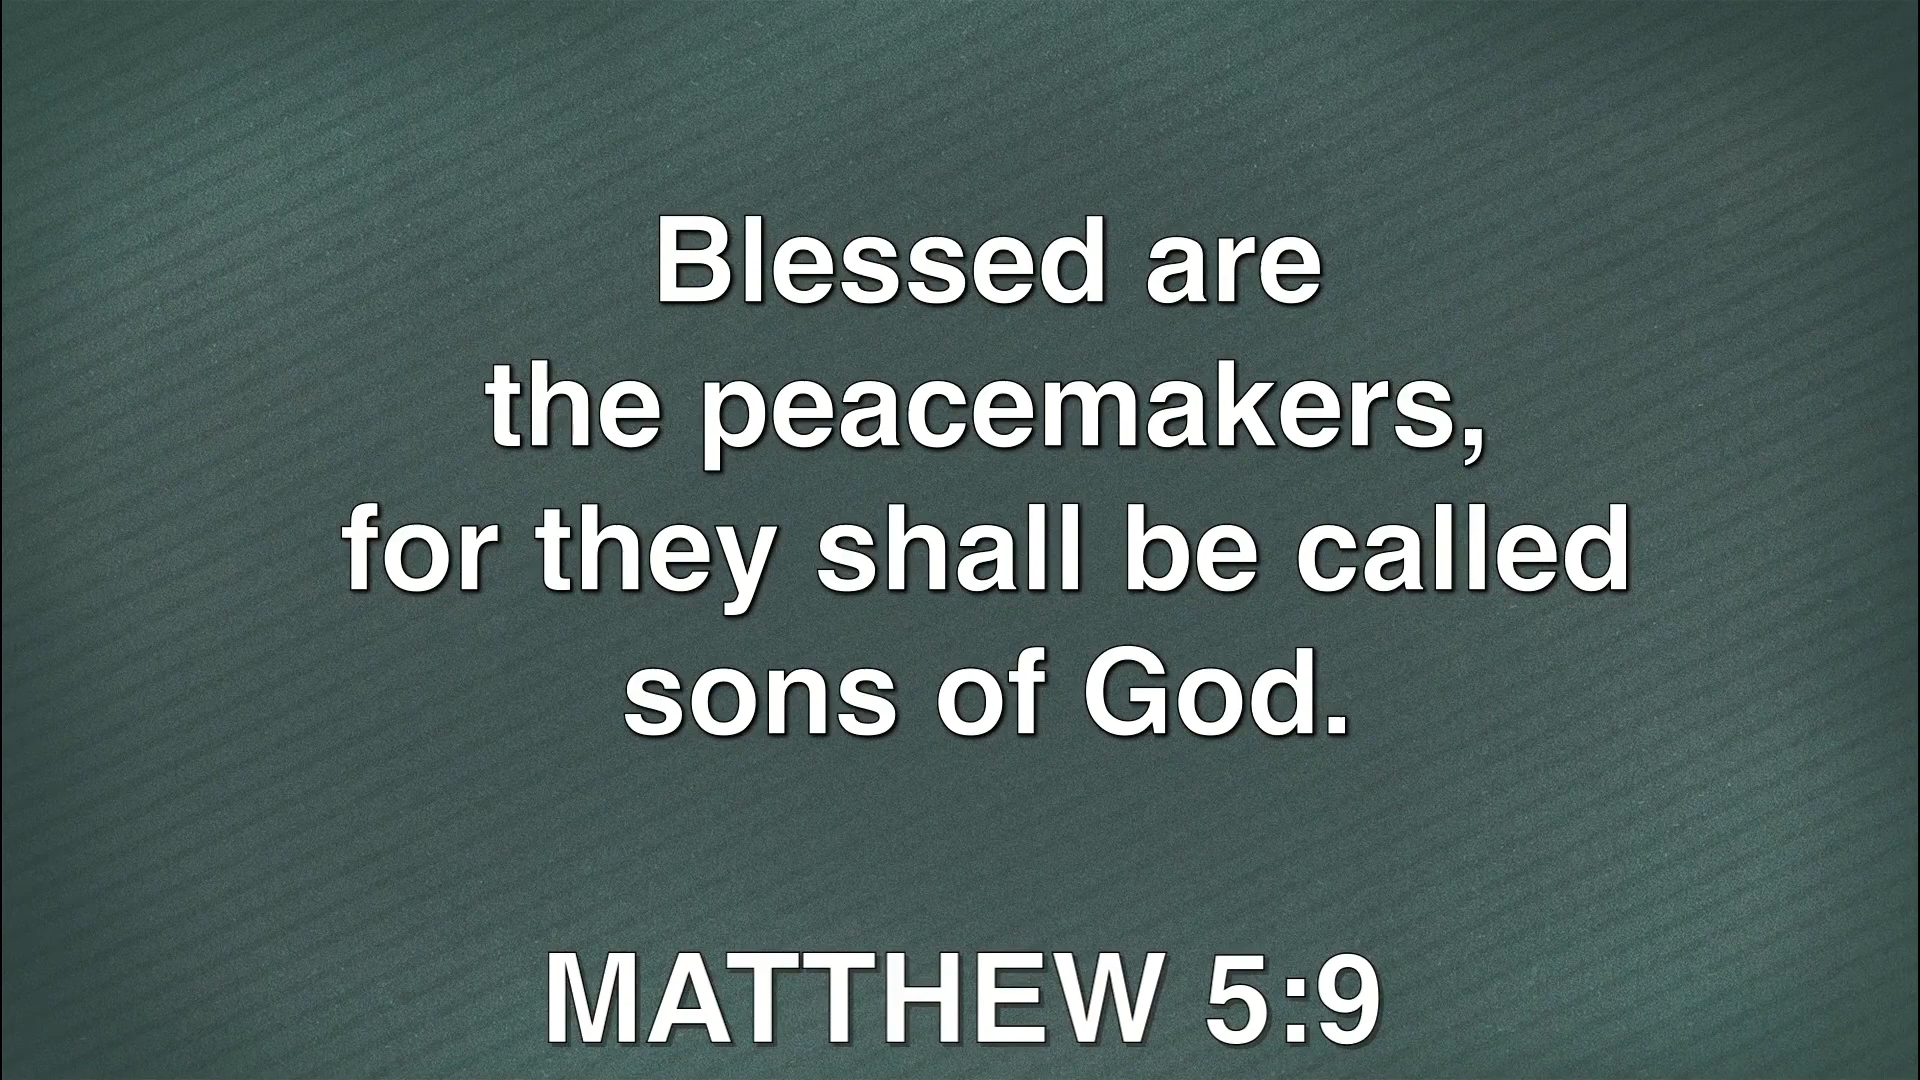 Blessed are
the peacemakers,
for they shall be called
sons of God.
MATTHEW 5:9